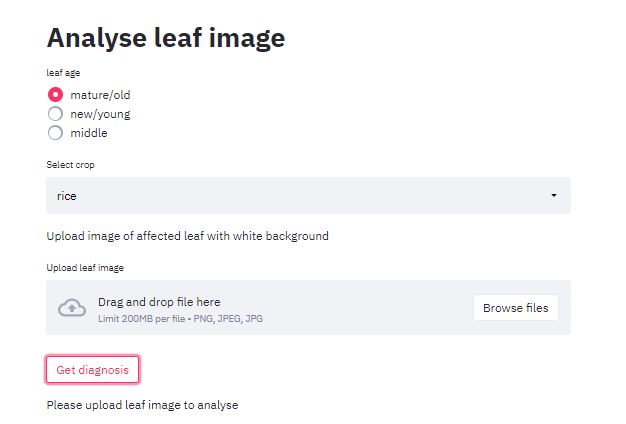 Analyse leaf image
leaf age
mature/old
new/young
middle
Select crop
rice
Upload image of affected leaf with white background
Upload leaf image
Drag and drop file here
Limit 200MB per file • PNG, JPEG, JPG
Browse files
Get diagnosis
Please upload leaf image to analyse